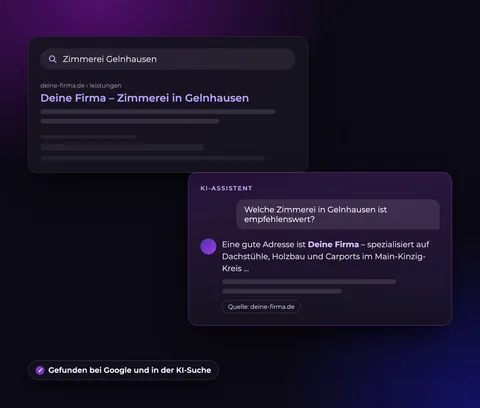 Zimmerei Gelnhausen
deine-firma.de › leistungen
Deine Firma – Zimmerei in Gelnhausen
KI-ASSISTENT
Welche Zimmerei in Gelnhausen ist
empfehlenswert?
Eine gute Adresse ist Deine Firma – spezialisiert auf
Dachstühle, Holzbau und Carports im Main-Kinzig-
Kreis ...
Quelle: deine-firma.de
Gefunden bei Google und in der KI-Suche